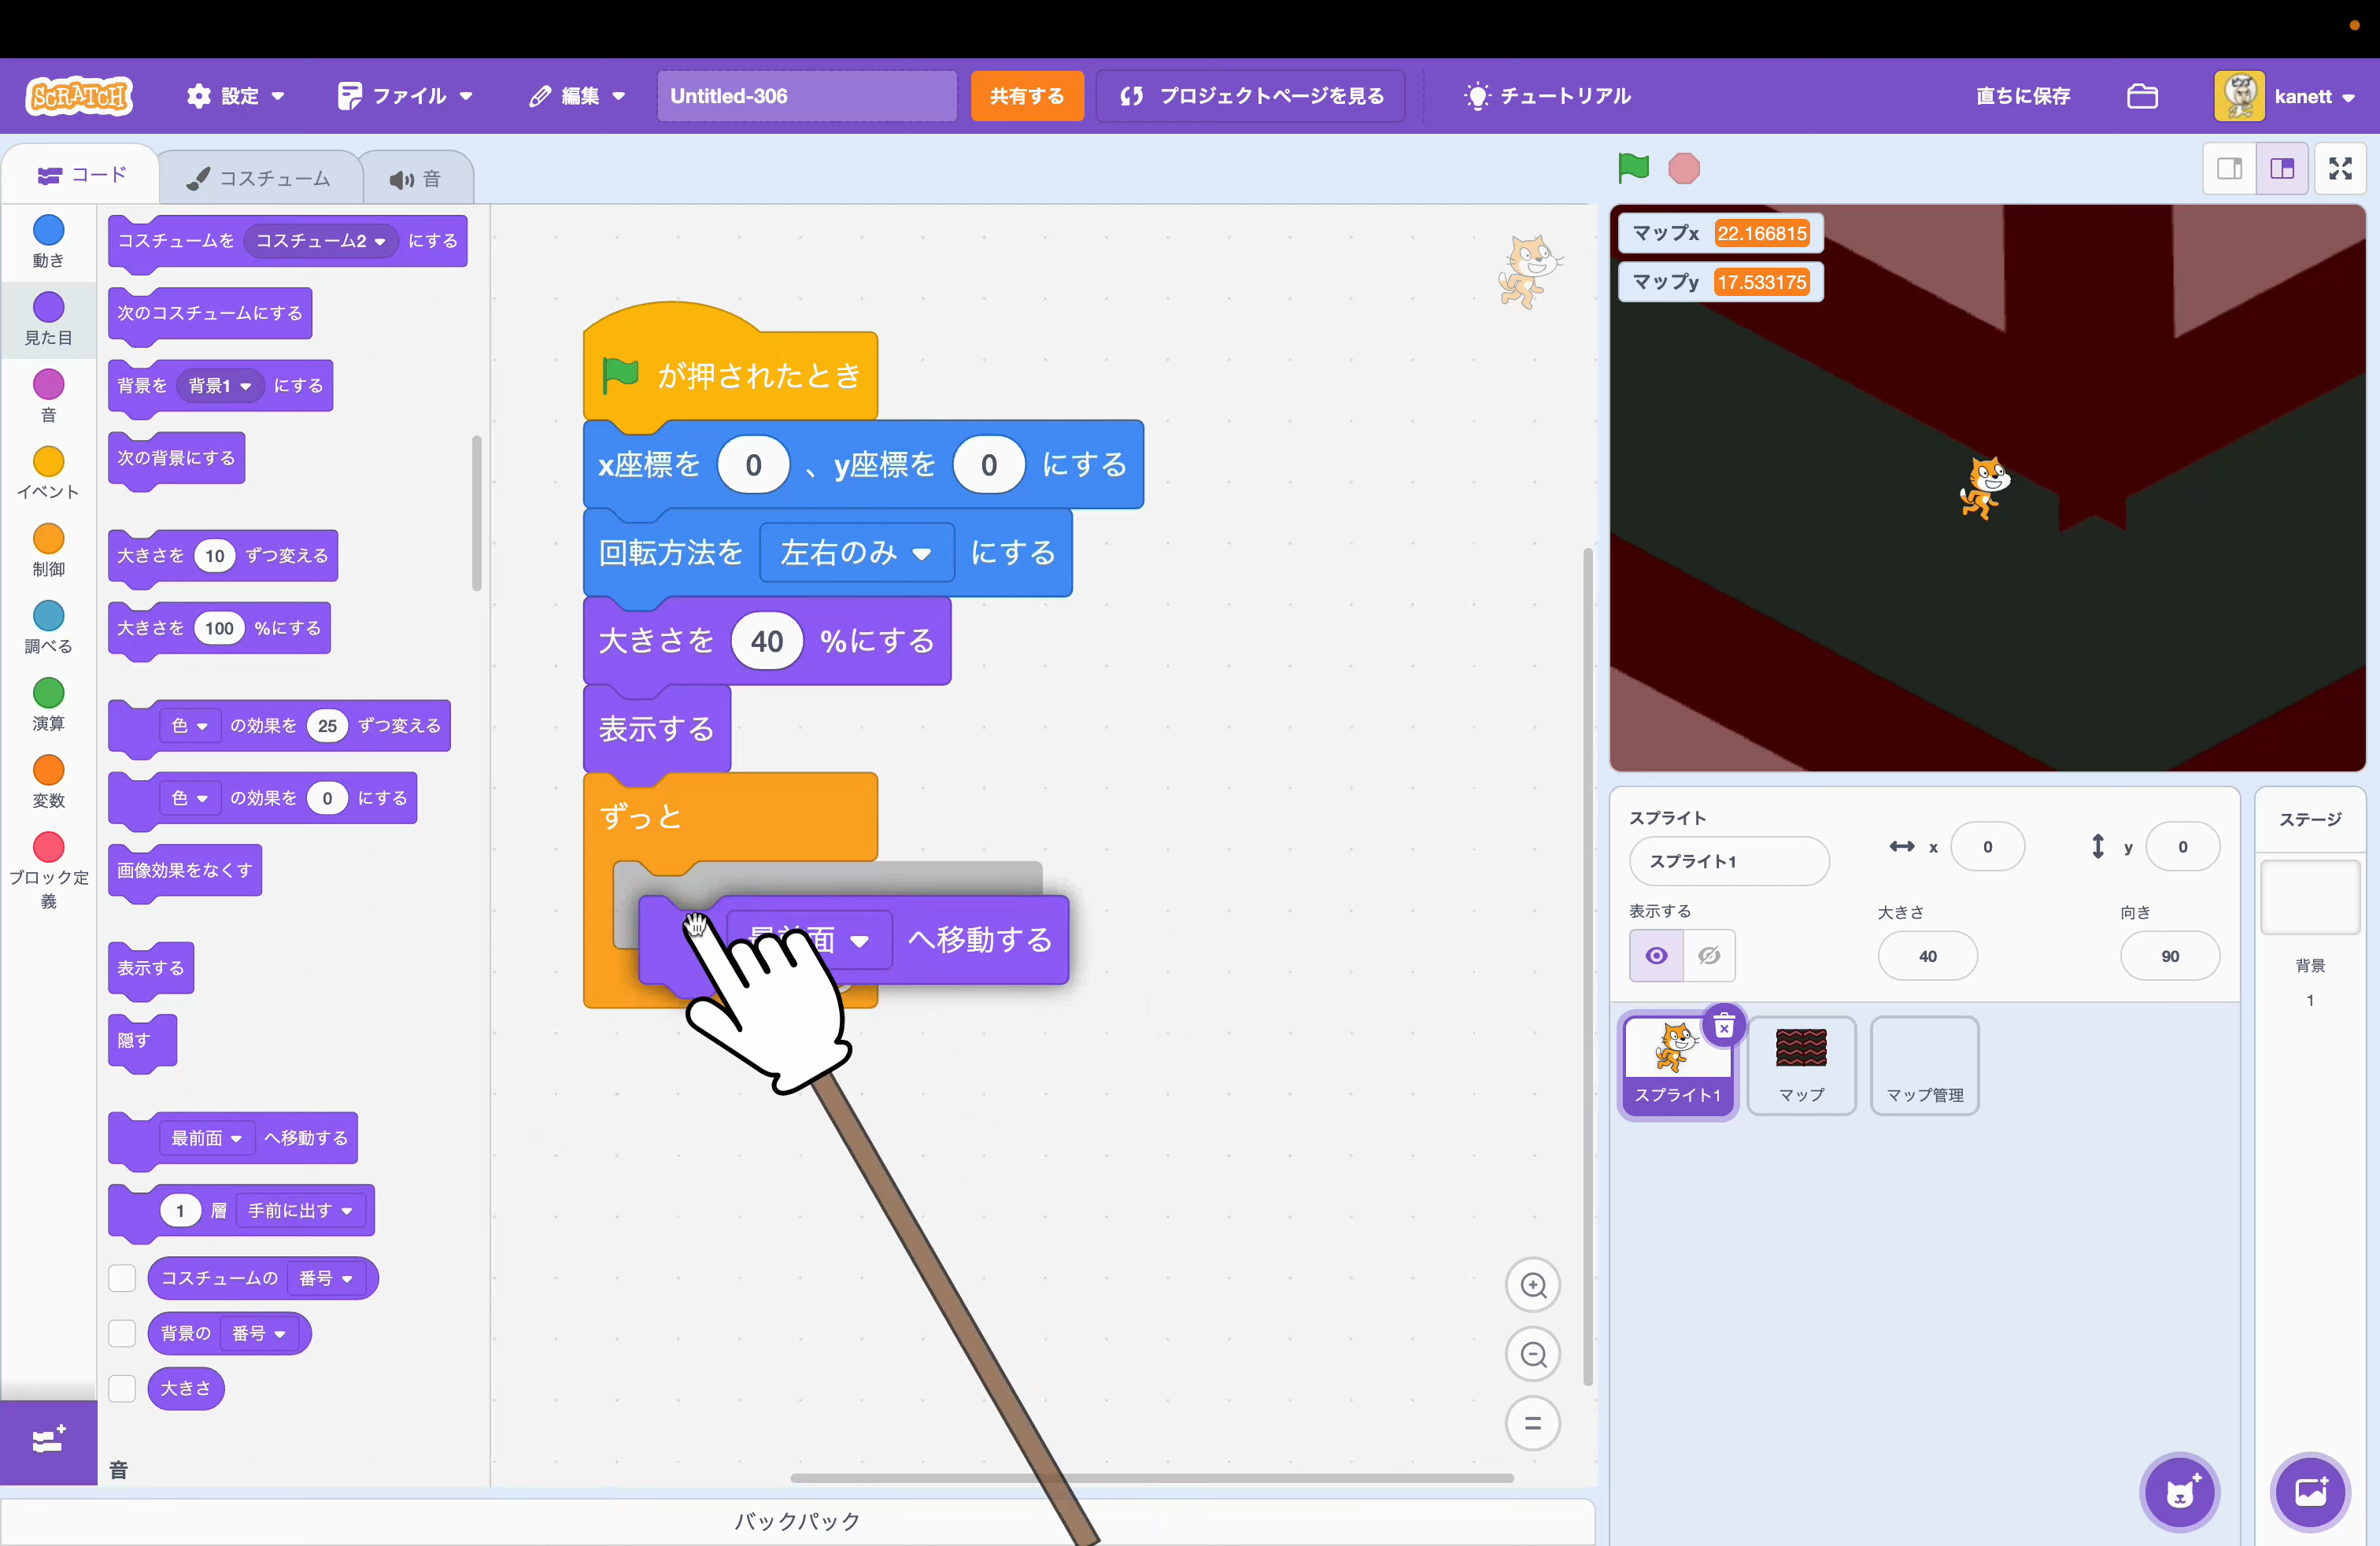 SCRATCH
設定
ファイル
編集
Untitled-306
共有する
プロジェクトページを見る
チュートリアル
直ちに保存
kanett
コード
コスチューム
音
動き
見た目
音
イベント
制御
調べる
演算
変数
ブロック定
義
コスチュームを コスチューム2 にする
次のコスチュームにする
背景を 背景1 にする
次の背景にする
大きさを 10 ずつ変える
大きさを 100 %にする
色 の効果を 25 ずつ変える
色 の効果を 0 にする
画像効果をなくす
表示する
隠す
最前面 へ移動する
1 層 手前に出す
コスチュームの 番号
背景の 番号
大きさ
音
が押されたとき
x座標を 0 、y座標を 0 にする
回転方法を 左右のみ にする
大きさを 40 %にする
表示する
ずっと
最前面 へ移動する
バックパック
マップx 22.166815
マップy 17.533175
スプライト
スプライト1
x 0
y 0
表示する
大きさ
40
向き
90
スプライト1
マップ
マップ管理
ステージ
背景
1